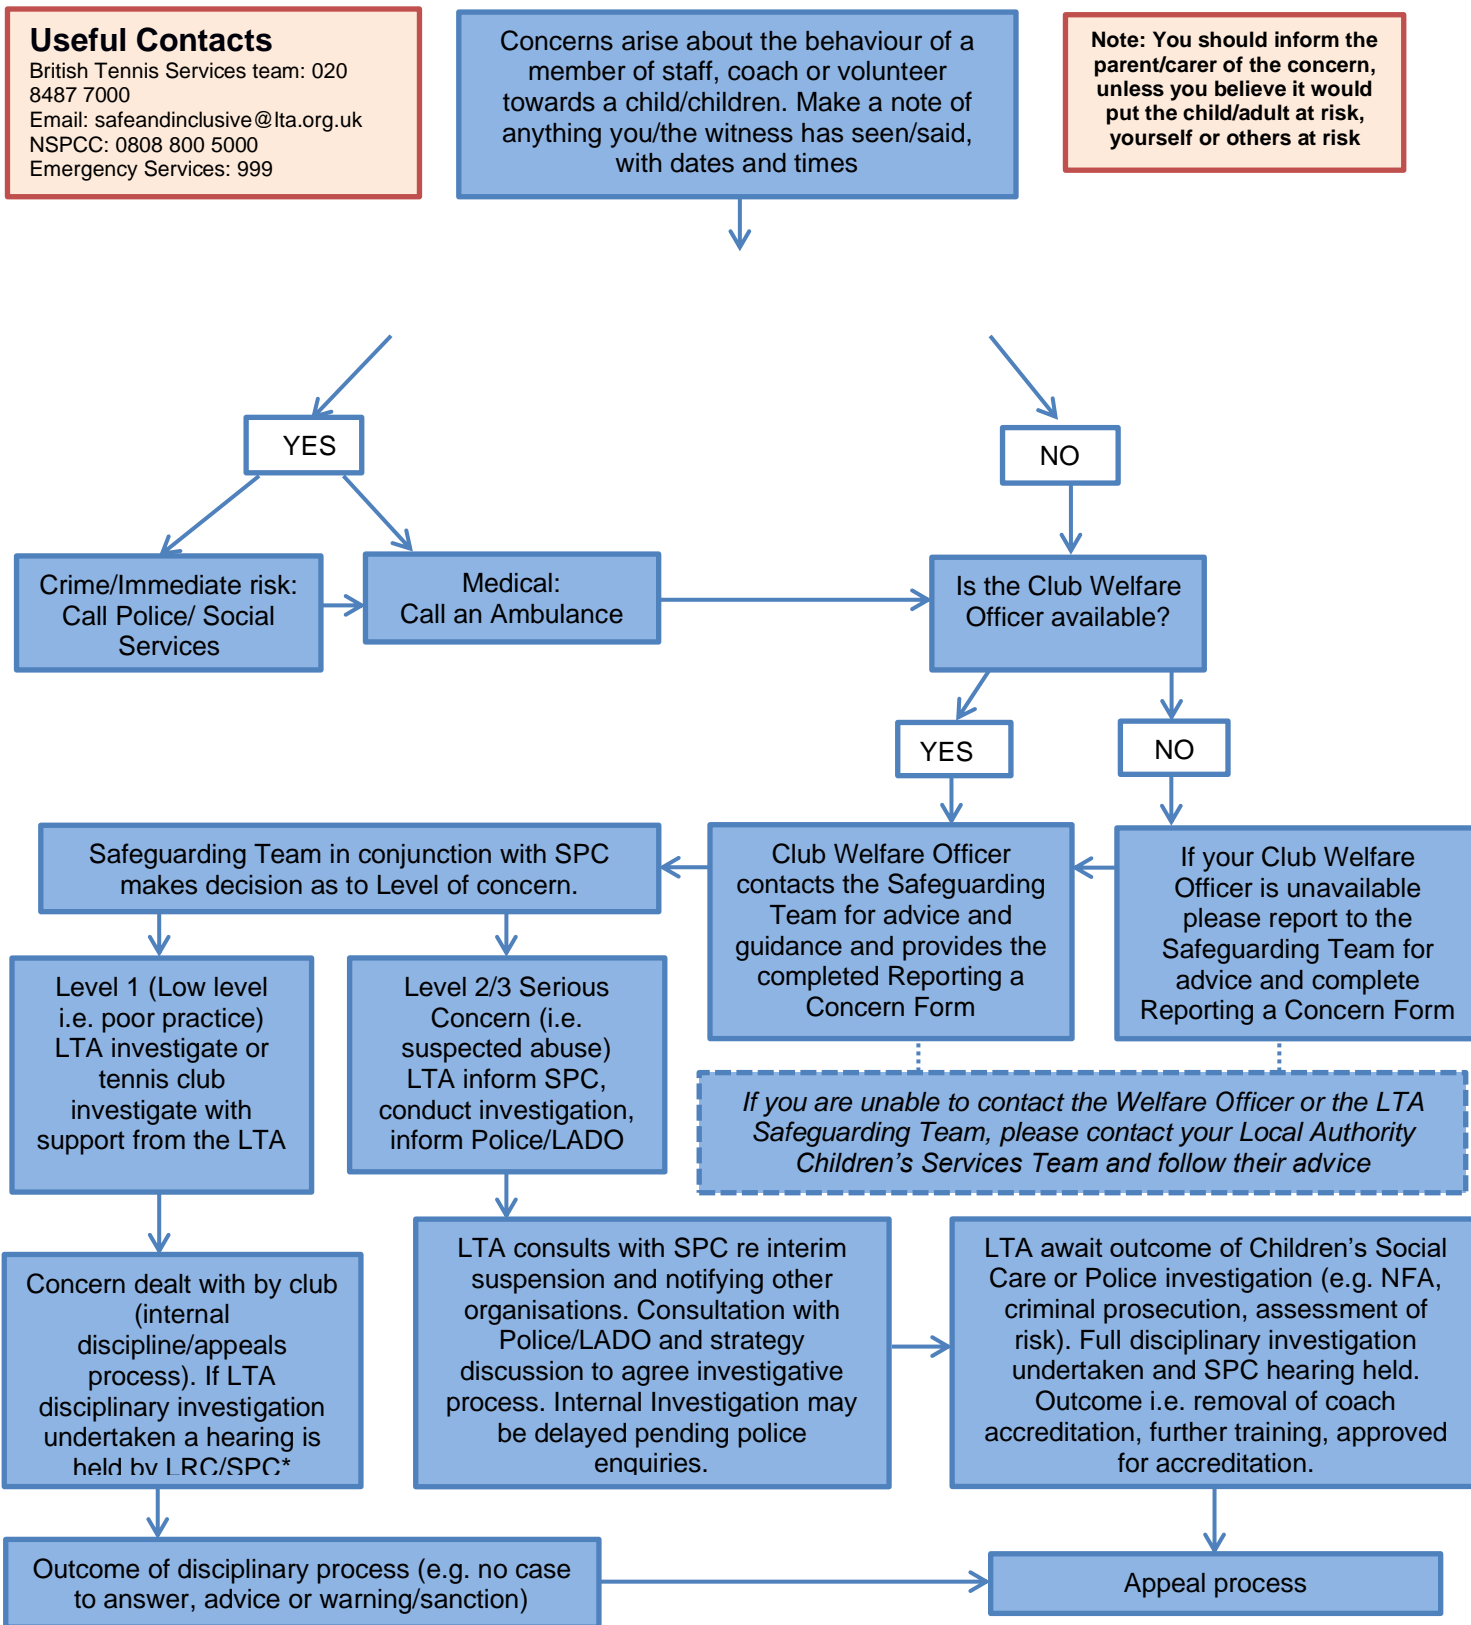 Useful Contacts
British Tennis Services team: 020
8487 7000
Email: safeandinclusive@lta.org.uk
NSPCC: 0808 800 5000
Emergency Services: 999
Concerns arise about the behaviour of a
member of staff, coach or volunteer
towards a child/children. Make a note of
anything you/the witness has seen/said,
with dates and times
Note: You should inform the
parent/carer of the concern,
unless you believe it would
put the child/adult at risk,
yourself or others at risk
YES
NO
Crime/Immediate risk:
Call Police/ Social
Services
Medical:
Call an Ambulance
Is the Club Welfare
Officer available?
YES
NO
Safeguarding Team in conjunction with SPC
makes decision as to Level of concern.
Club Welfare Officer
contacts the Safeguarding
Team for advice and
guidance and provides the
completed Reporting a
Concern Form
If your Club Welfare
Officer is unavailable
please report to the
Safeguarding Team for
advice and complete
Reporting a Concern Form
Level 1 (Low level
i.e. poor practice)
LTA investigate or
tennis club
investigate with
support from the LTA
Level 2/3 Serious
Concern (i.e.
suspected abuse)
LTA inform SPC,
conduct investigation,
inform Police/LADO
If you are unable to contact the Welfare Officer or the LTA
Safeguarding Team, please contact your Local Authority
Children’s Services Team and follow their advice
Concern dealt with by club
(internal
discipline/appeals
process). If LTA
disciplinary investigation
undertaken a hearing is
held by LRC/SPC*
LTA consults with SPC re interim
suspension and notifying other
organisations. Consultation with
Police/LADO and strategy
discussion to agree investigative
process. Internal Investigation may
be delayed pending police
enquiries.
LTA await outcome of Children’s Social
Care or Police investigation (e.g. NFA,
criminal prosecution, assessment of
risk). Full disciplinary investigation
undertaken and SPC hearing held.
Outcome i.e. removal of coach
accreditation, further training, approved
for accreditation.
Outcome of disciplinary process (e.g. no case
to answer, advice or warning/sanction)
Appeal process